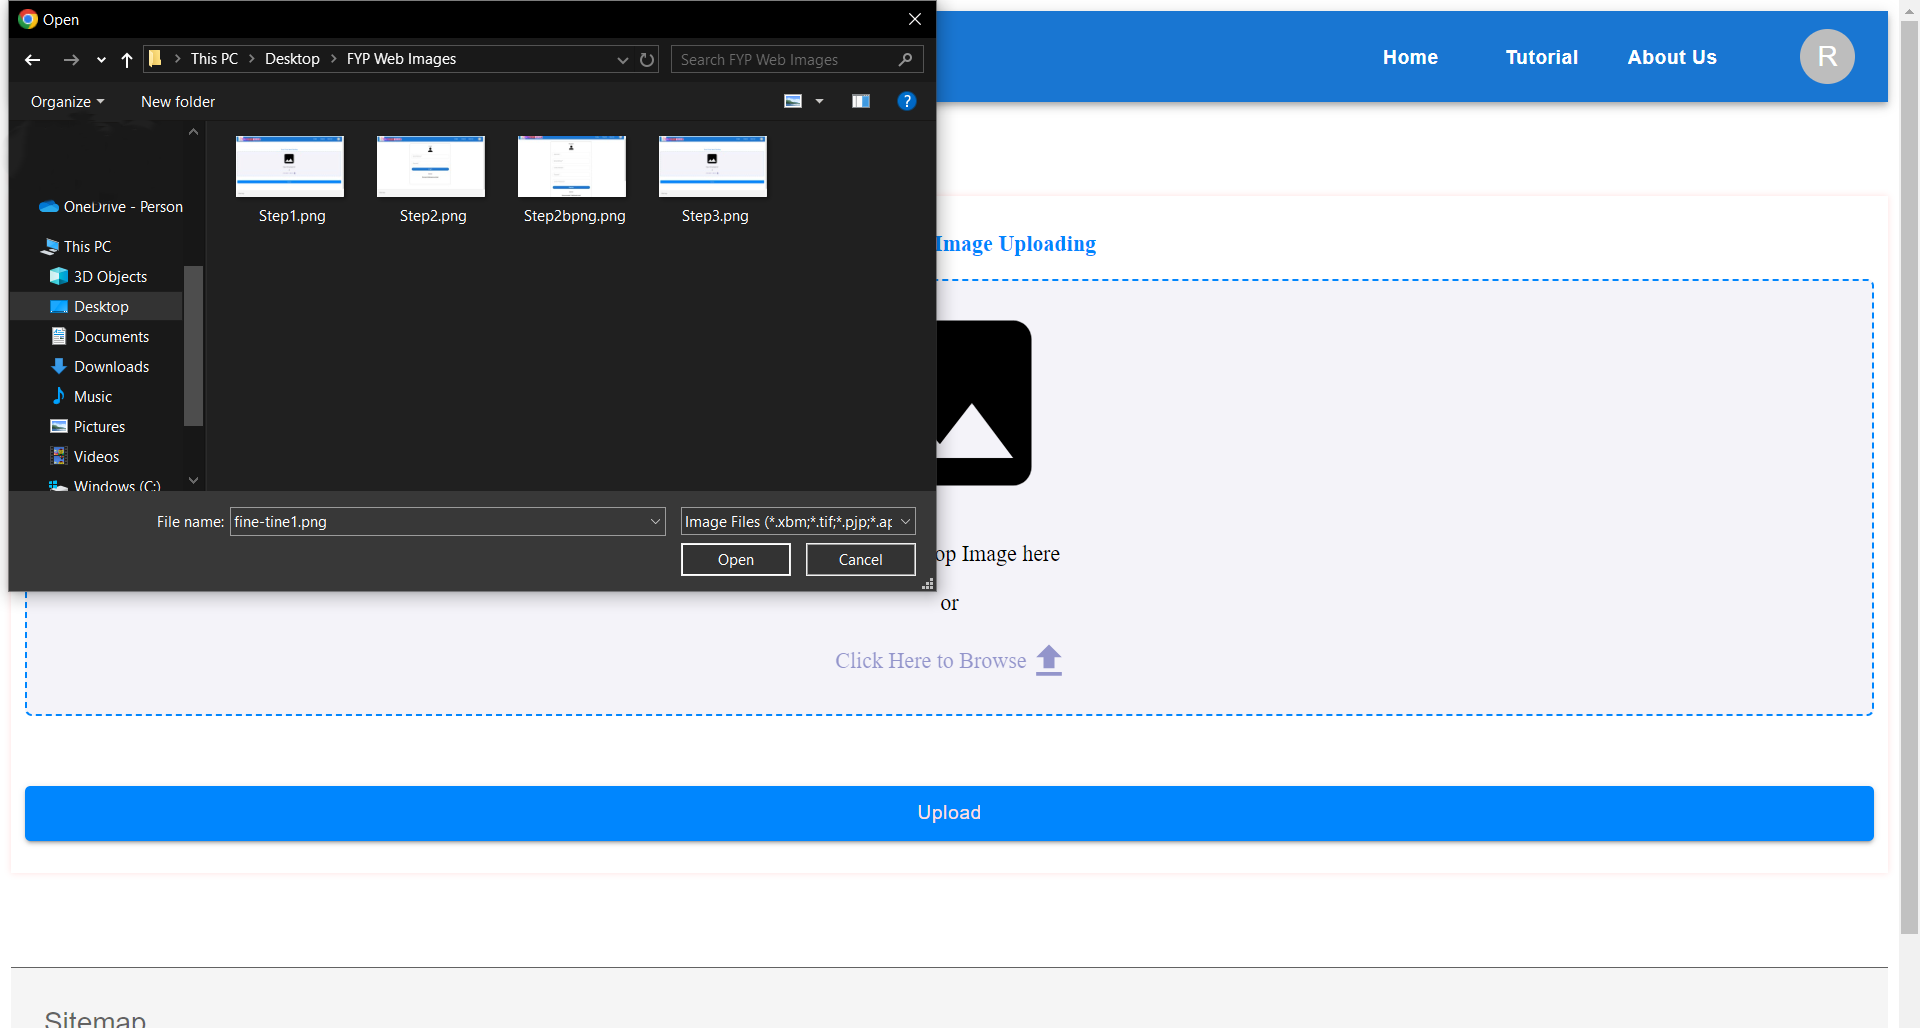 Open
This PC > Desktop > FYP Web Images
Search FYP Web Images
Organize
New folder
?
OneDrive - Person
This PC
3D Objects
Desktop
Documents
Downloads
Music
Pictures
Videos
Windows (C:)
Step1.png
Step2.png
Step2bpng.png
Step3.png
File name: fine-tine1.png
Image Files (*.xbm;*.tif;*.pjp;*.ap
Open
Cancel
Home
Tutorial
About Us
R
Image Uploading
op Image here
or
Click Here to Browse
Upload
Sitemap